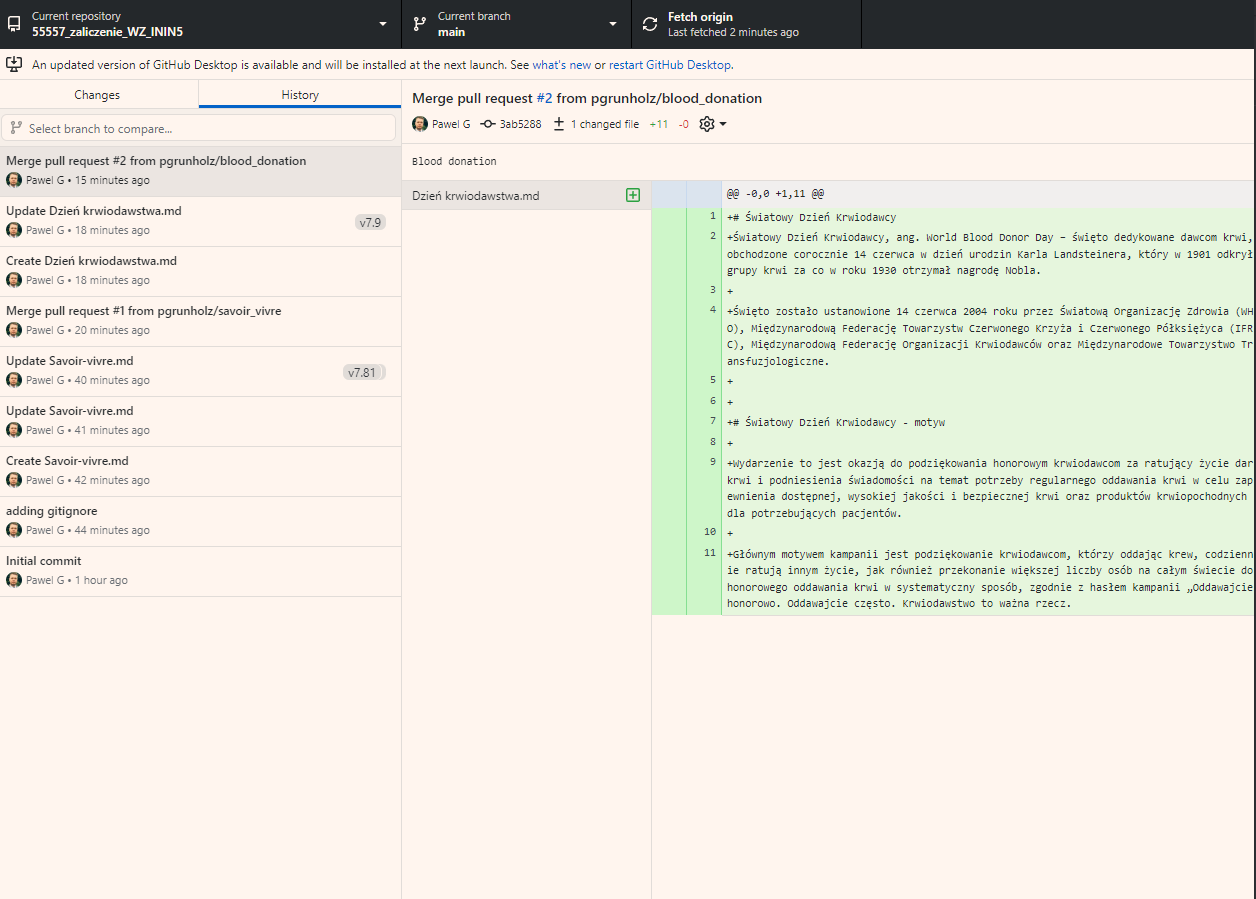 Current repository
55557_zaliczenie_WZ_ININ5
Current branch
main
Fetch origin
Last fetched 2 minutes ago
An updated version of GitHub Desktop is available and will be installed at the next launch. See what's new or restart GitHub Desktop.
Changes
History
Select branch to compare...
Merge pull request #2 from pgrunholz/blood_donation
Pawel G • 15 minutes ago
Update Dzień krwiodawstwa.md
Pawel G • 18 minutes ago
v7.9
Create Dzień krwiodawstwa.md
Pawel G • 18 minutes ago
Merge pull request #1 from pgrunholz/savoir_vivre
Pawel G • 20 minutes ago
Update Savoir-vivre.md
Pawel G • 40 minutes ago
v7.81
Update Savoir-vivre.md
Pawel G • 41 minutes ago
Create Savoir-vivre.md
Pawel G • 42 minutes ago
adding gitignore
Pawel G • 44 minutes ago
Initial commit
Pawel G • 1 hour ago
Merge pull request #2 from pgrunholz/blood_donation
Pawel G 3ab5288 1 changed file +11 -0
Blood donation
Dzień krwiodawstwa.md
@@ -0,0 +1,11 @@
1 +# Światowy Dzień Krwiodawcy
2 +Światowy Dzień Krwiodawcy, ang. World Blood Donor Day – święto dedykowane dawcom krwi,
obchodzone corocznie 14 czerwca w dzień urodzin Karla Landsteinera, który w 1901 odkrył
grupy krwi za co w roku 1930 otrzymał nagrodę Nobla.
3 +
4 +Święto zostało ustanowione 14 czerwca 2004 roku przez Światową Organizację Zdrowia (WH
O), Międzynarodową Federację Towarzystw Czerwonego Krzyża i Czerwonego Półksiężyca (IFR
C), Międzynarodową Federację Organizacji Krwiodawców oraz Międzynarodowe Towarzystwo Tr
ansfuzjologiczne.
5 +
6 +
7 +# Światowy Dzień Krwiodawcy - motyw
8 +
9 +Wydarzenie to jest okazją do podziękowania honorowym krwiodawcom za ratujący życie dar
krwi i podniesienia świadomości na temat potrzeby regularnego oddawania krwi w celu zap
ewnienia dostępnej, wysokiej jakości i bezpiecznej krwi oraz produktów krwiopochodnych
dla potrzebujących pacjentów.
10 +
11 +Głównym motywem kampanii jest podziękowanie krwiodawcom, którzy oddając krew, codzienn
ie ratują innym życie, jak również przekonanie większej liczby osób na całym świecie do
honorowego oddawania krwi w systematyczny sposób, zgodnie z hasłem kampanii „Oddawajcie
honorowo. Oddawajcie często. Krwiodawstwo to ważna rzecz.